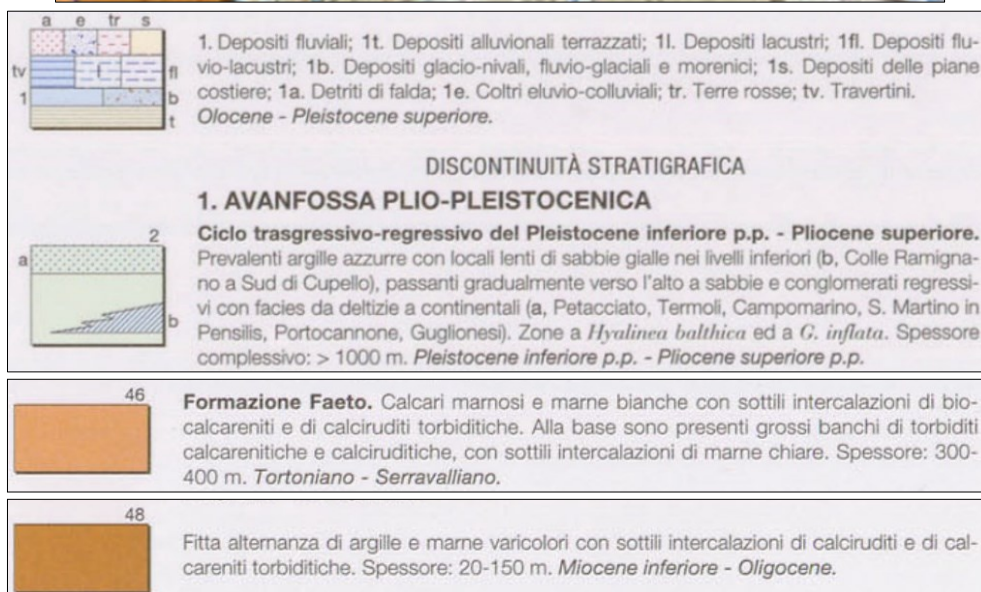 a e tr s
tv
fl
1
b
t
1. Depositi fluviali; 1t. Depositi alluvionali terrazzati; 1l. Depositi lacustri; 1fl. Depositi flu-
vio-lacustri; 1b. Depositi glacio-nivali, fluvio-glaciali e morenici; 1s. Depositi delle piane
costiere; 1a. Detriti di falda; 1e. Coltri eluvio-colluviali; tr. Terre rosse; tv. Travertini.
Olocene - Pleistocene superiore.
DISCONTINUITÀ STRATIGRAFICA
1. AVANFOSSA PLIO-PLEISTOCENICA
2
a
b
Ciclo trasgressivo-regressivo del Pleistocene inferiore p.p. - Pliocene superiore.
Prevalenti argille azzurre con locali lenti di sabbie gialle nei livelli inferiori (b, Colle Ramigna-
no a Sud di Cupello), passanti gradualmente verso l'alto a sabbie e conglomerati regressi-
vi con facies da deltizie a continentali (a, Petacciato, Termoli, Campomarino, S. Martino in
Pensilis, Portocannone, Guglionesi). Zone a Hyalinea balthica ed a G. inflata. Spessore
complessivo: > 1000 m. Pleistocene inferiore p.p. - Pliocene superiore p.p.
46
Formazione Faeto. Calcari marnosi e marne bianche con sottili intercalazioni di bio-
calcareniti e di calciruditi torbiditiche. Alla base sono presenti grossi banchi di torbiditi
calcarenitiche e calciruditiche, con sottili intercalazioni di marne chiare. Spessore: 300-
400 m. Tortoniano - Serravalliano.
48
Fitta alternanza di argille e marne varicolori con sottili intercalazioni di calciruditi e di cal-
careniti torbiditiche. Spessore: 20-150 m. Miocene inferiore - Oligocene.